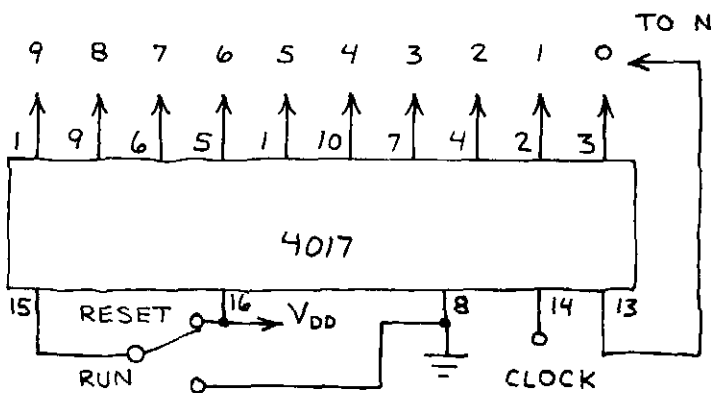 TO N
9 8 7 6 5 4 3 2 1 0
1 9 6 5 1 10 7 4 2 3
4017
15 16 8 14 13
RESET VDD
RUN CLOCK